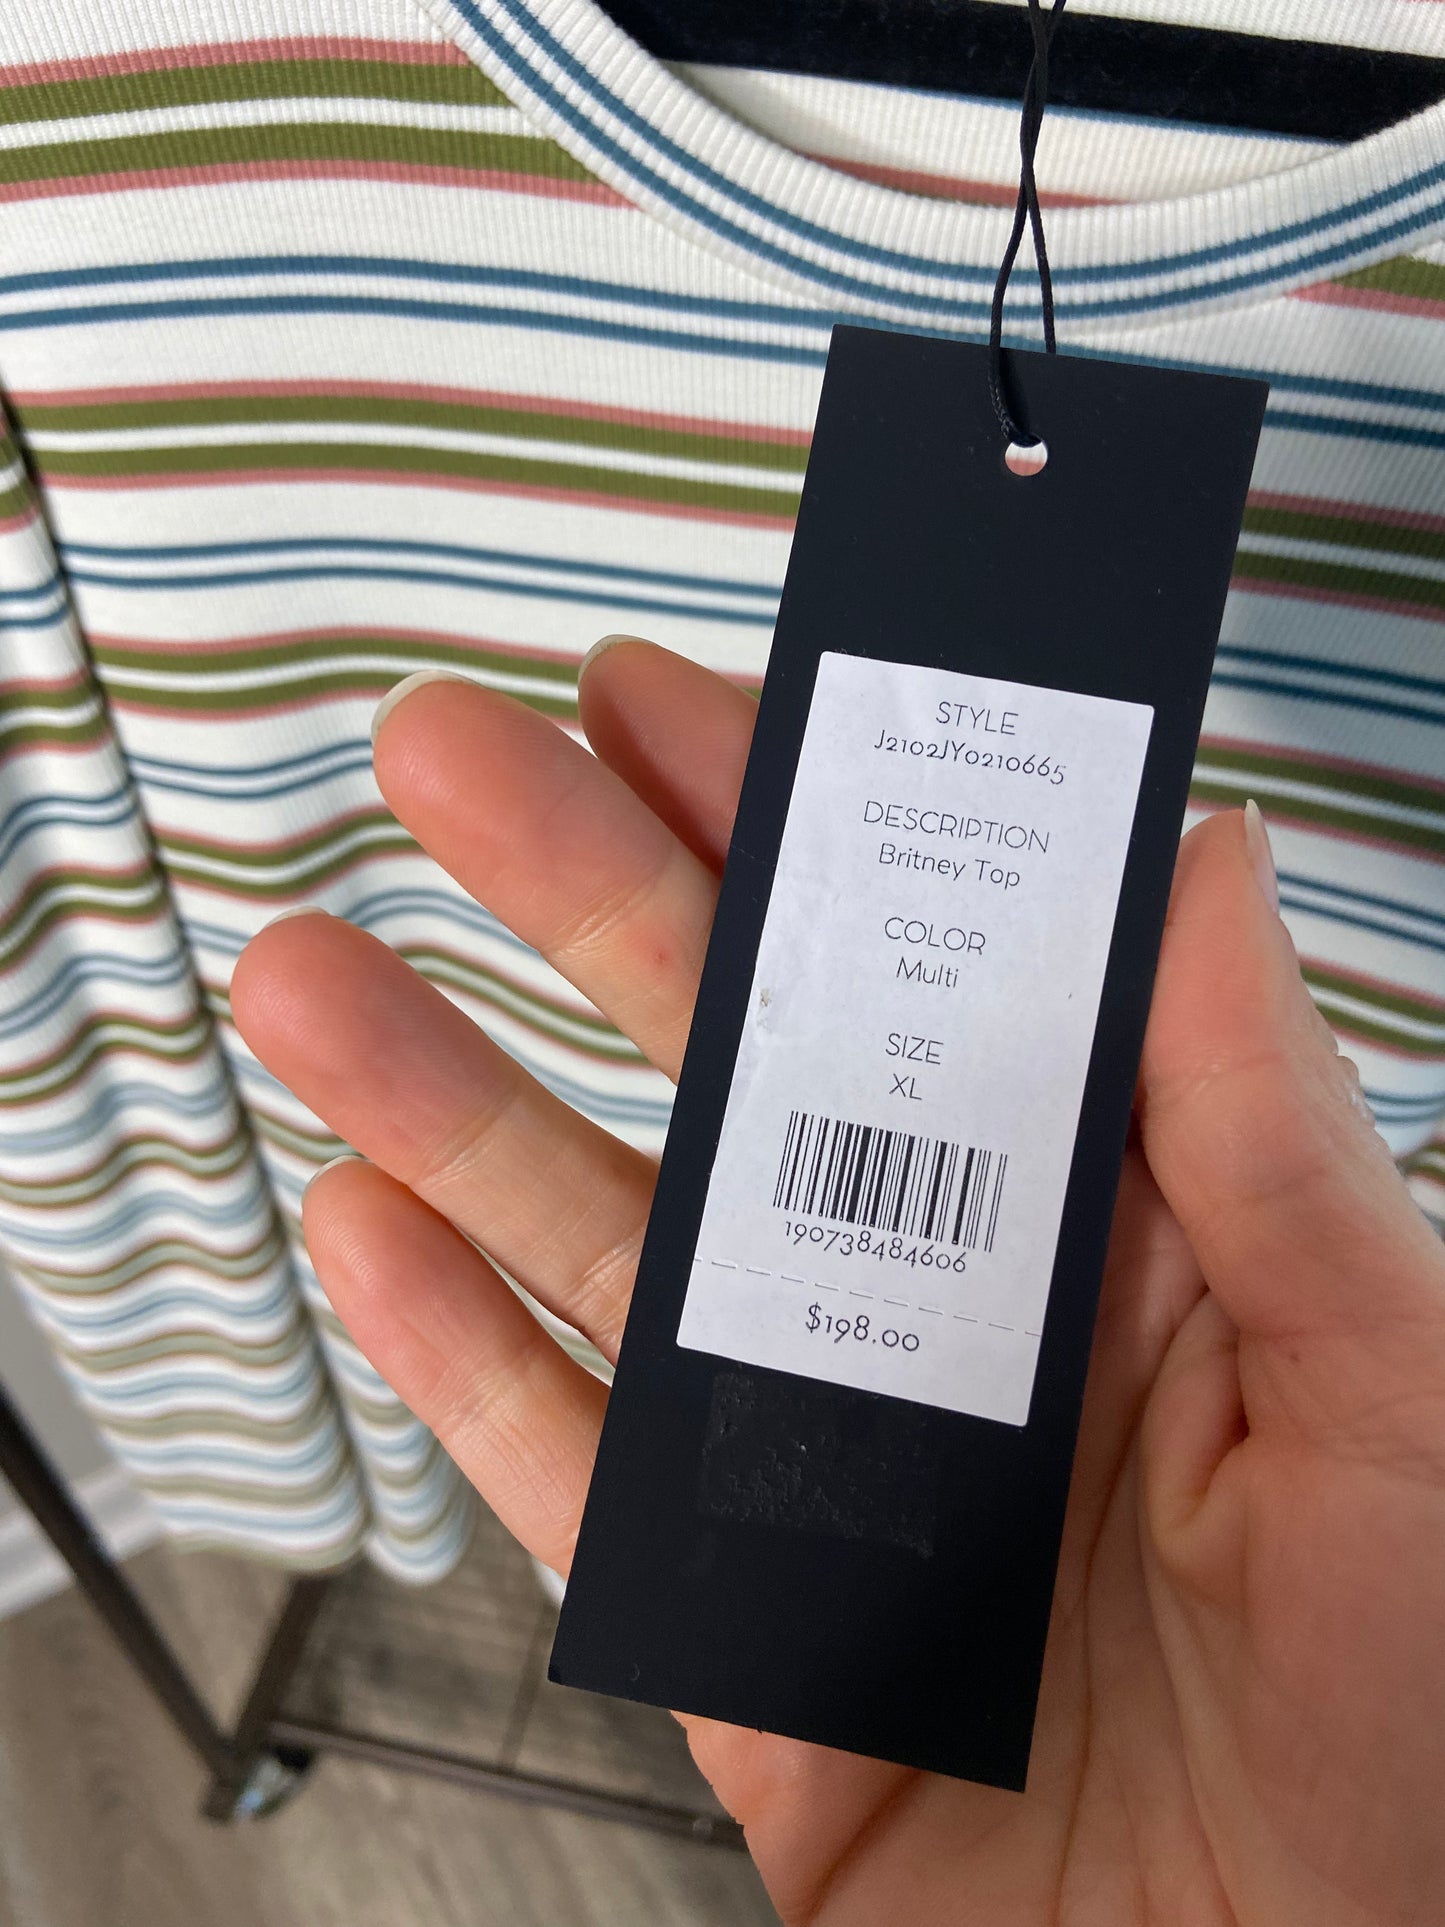 STYLE
J2102JY0210665
DESCRIPTION
Britney Top
COLOR
Multi
SIZE
XL
190738484606
$198.00